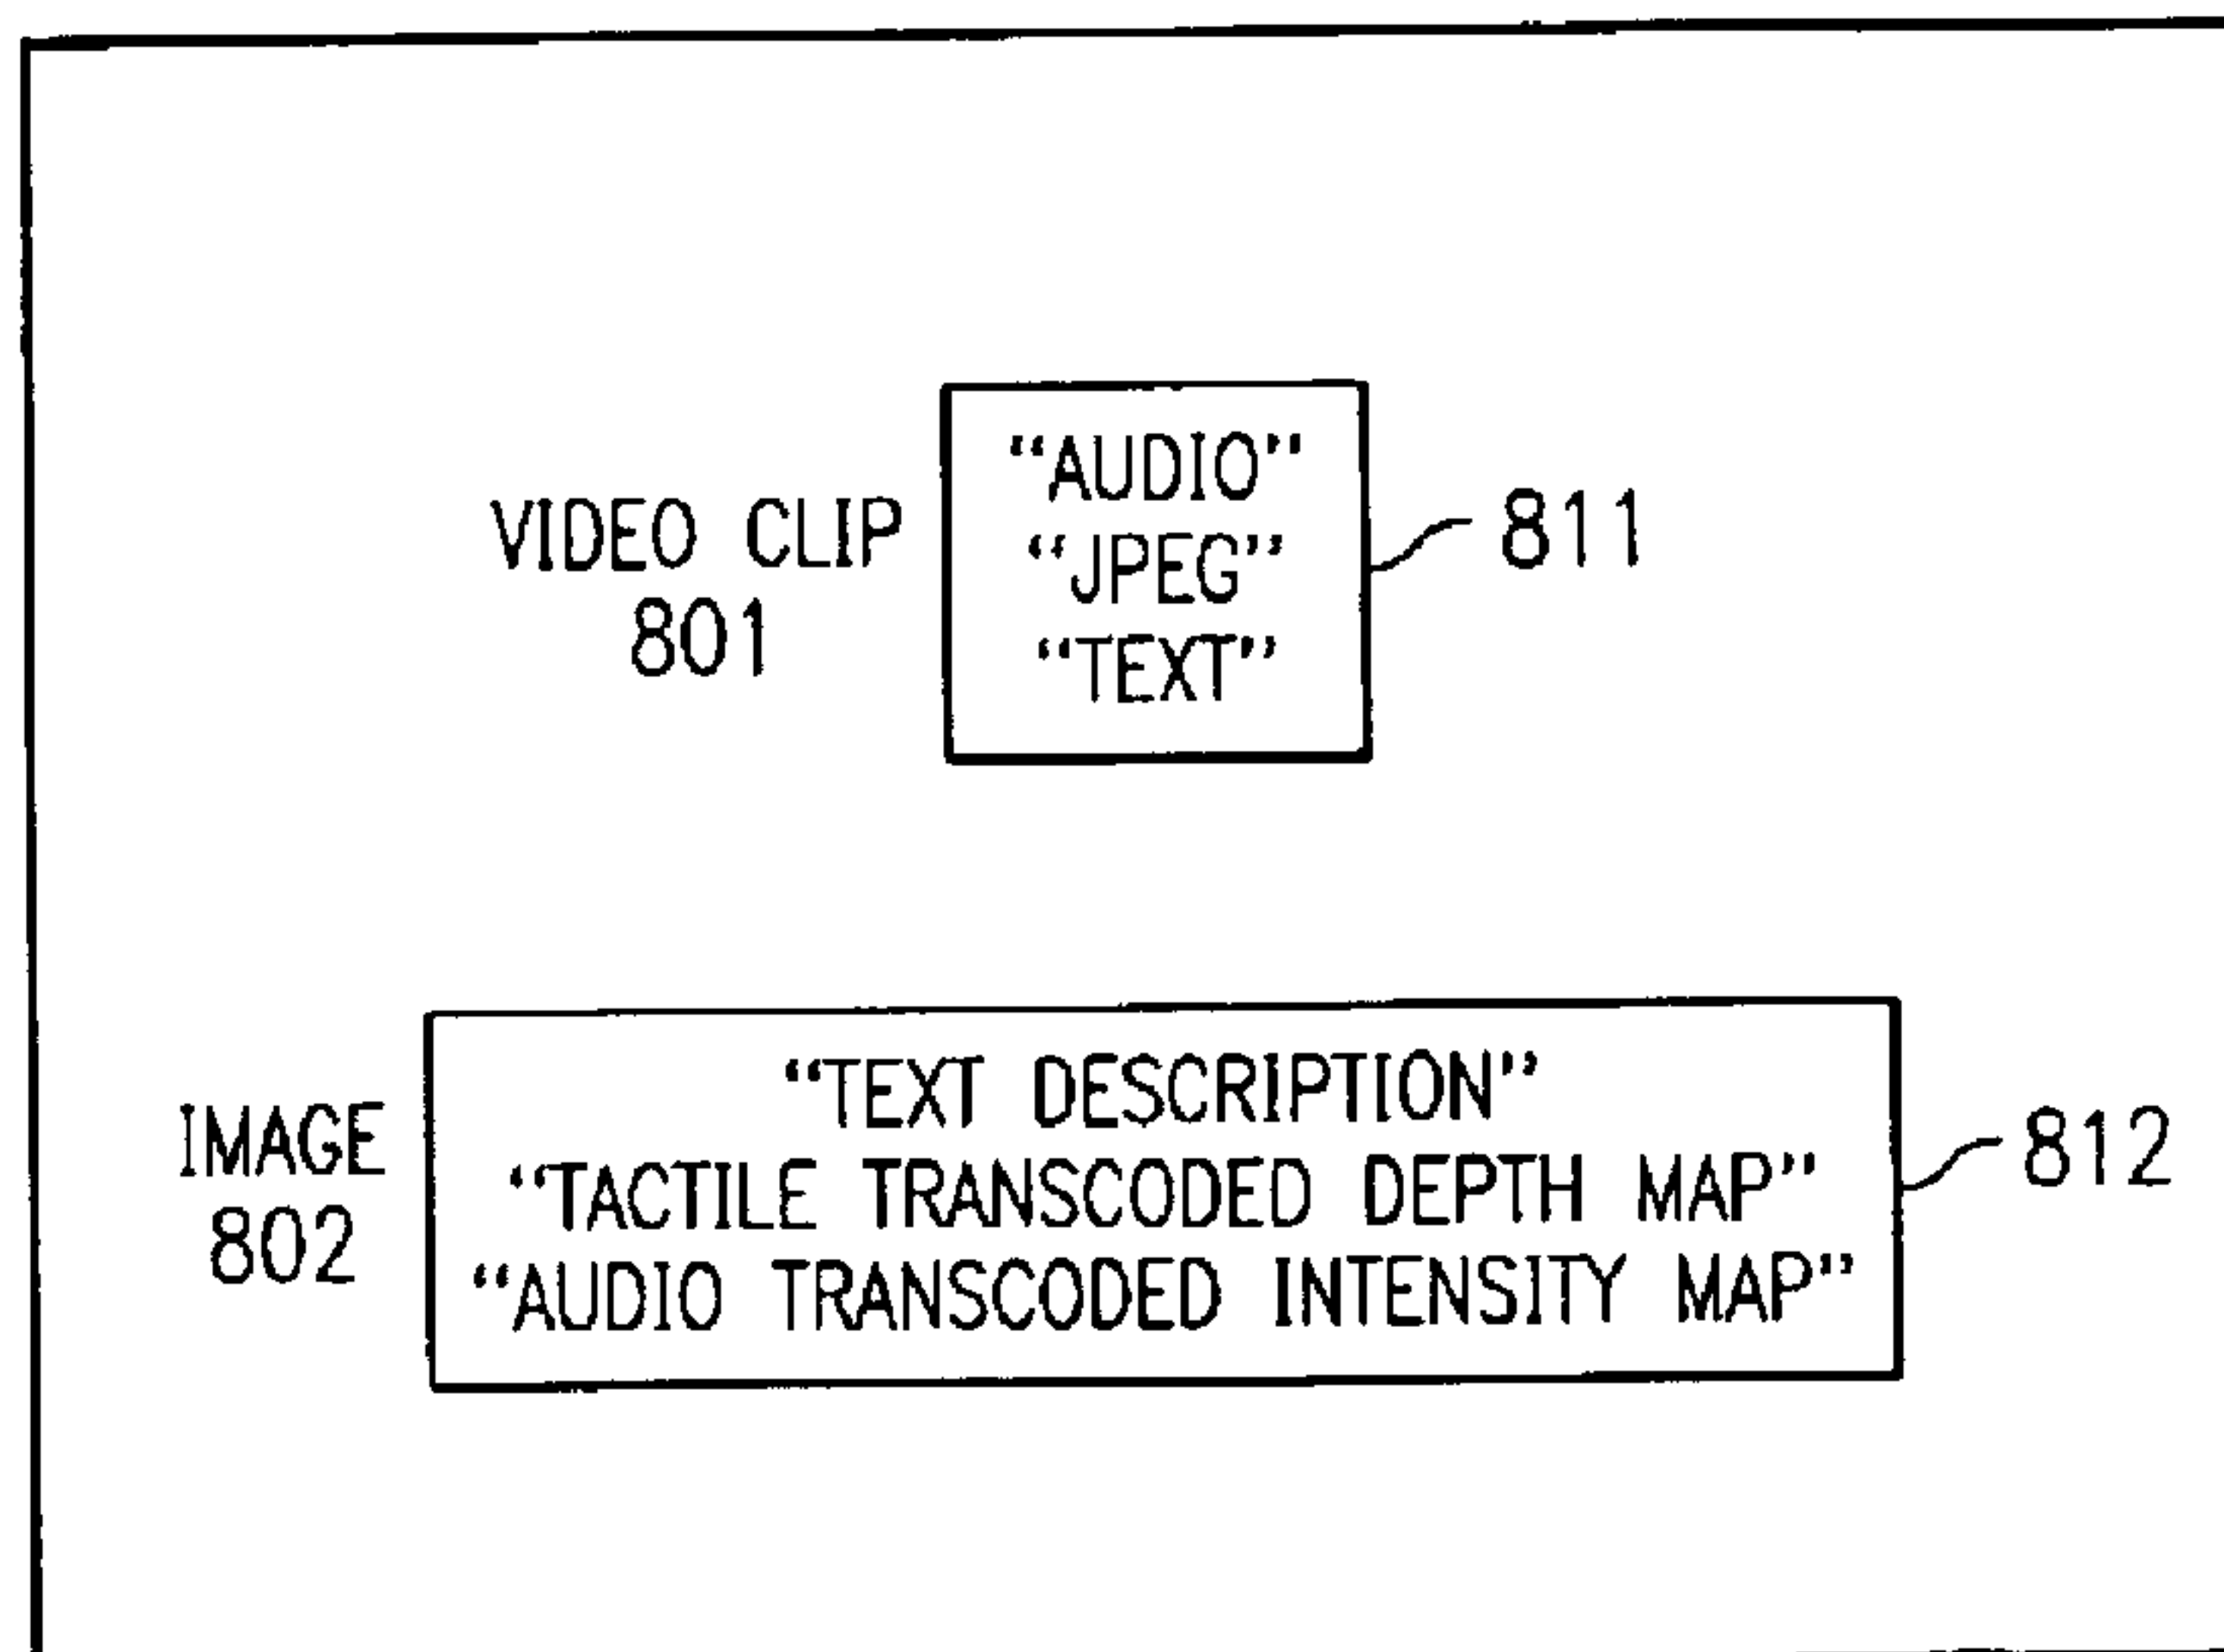 “AUDIO”
VIDEO CLIP “JPEG” 811
801 “TEXT”
“TEXT DESCRIPTION”
IMAGE “TACTILE TRANSCODED DEPTH MAP” 812
802 “AUDIO TRANSCODED INTENSITY MAP”